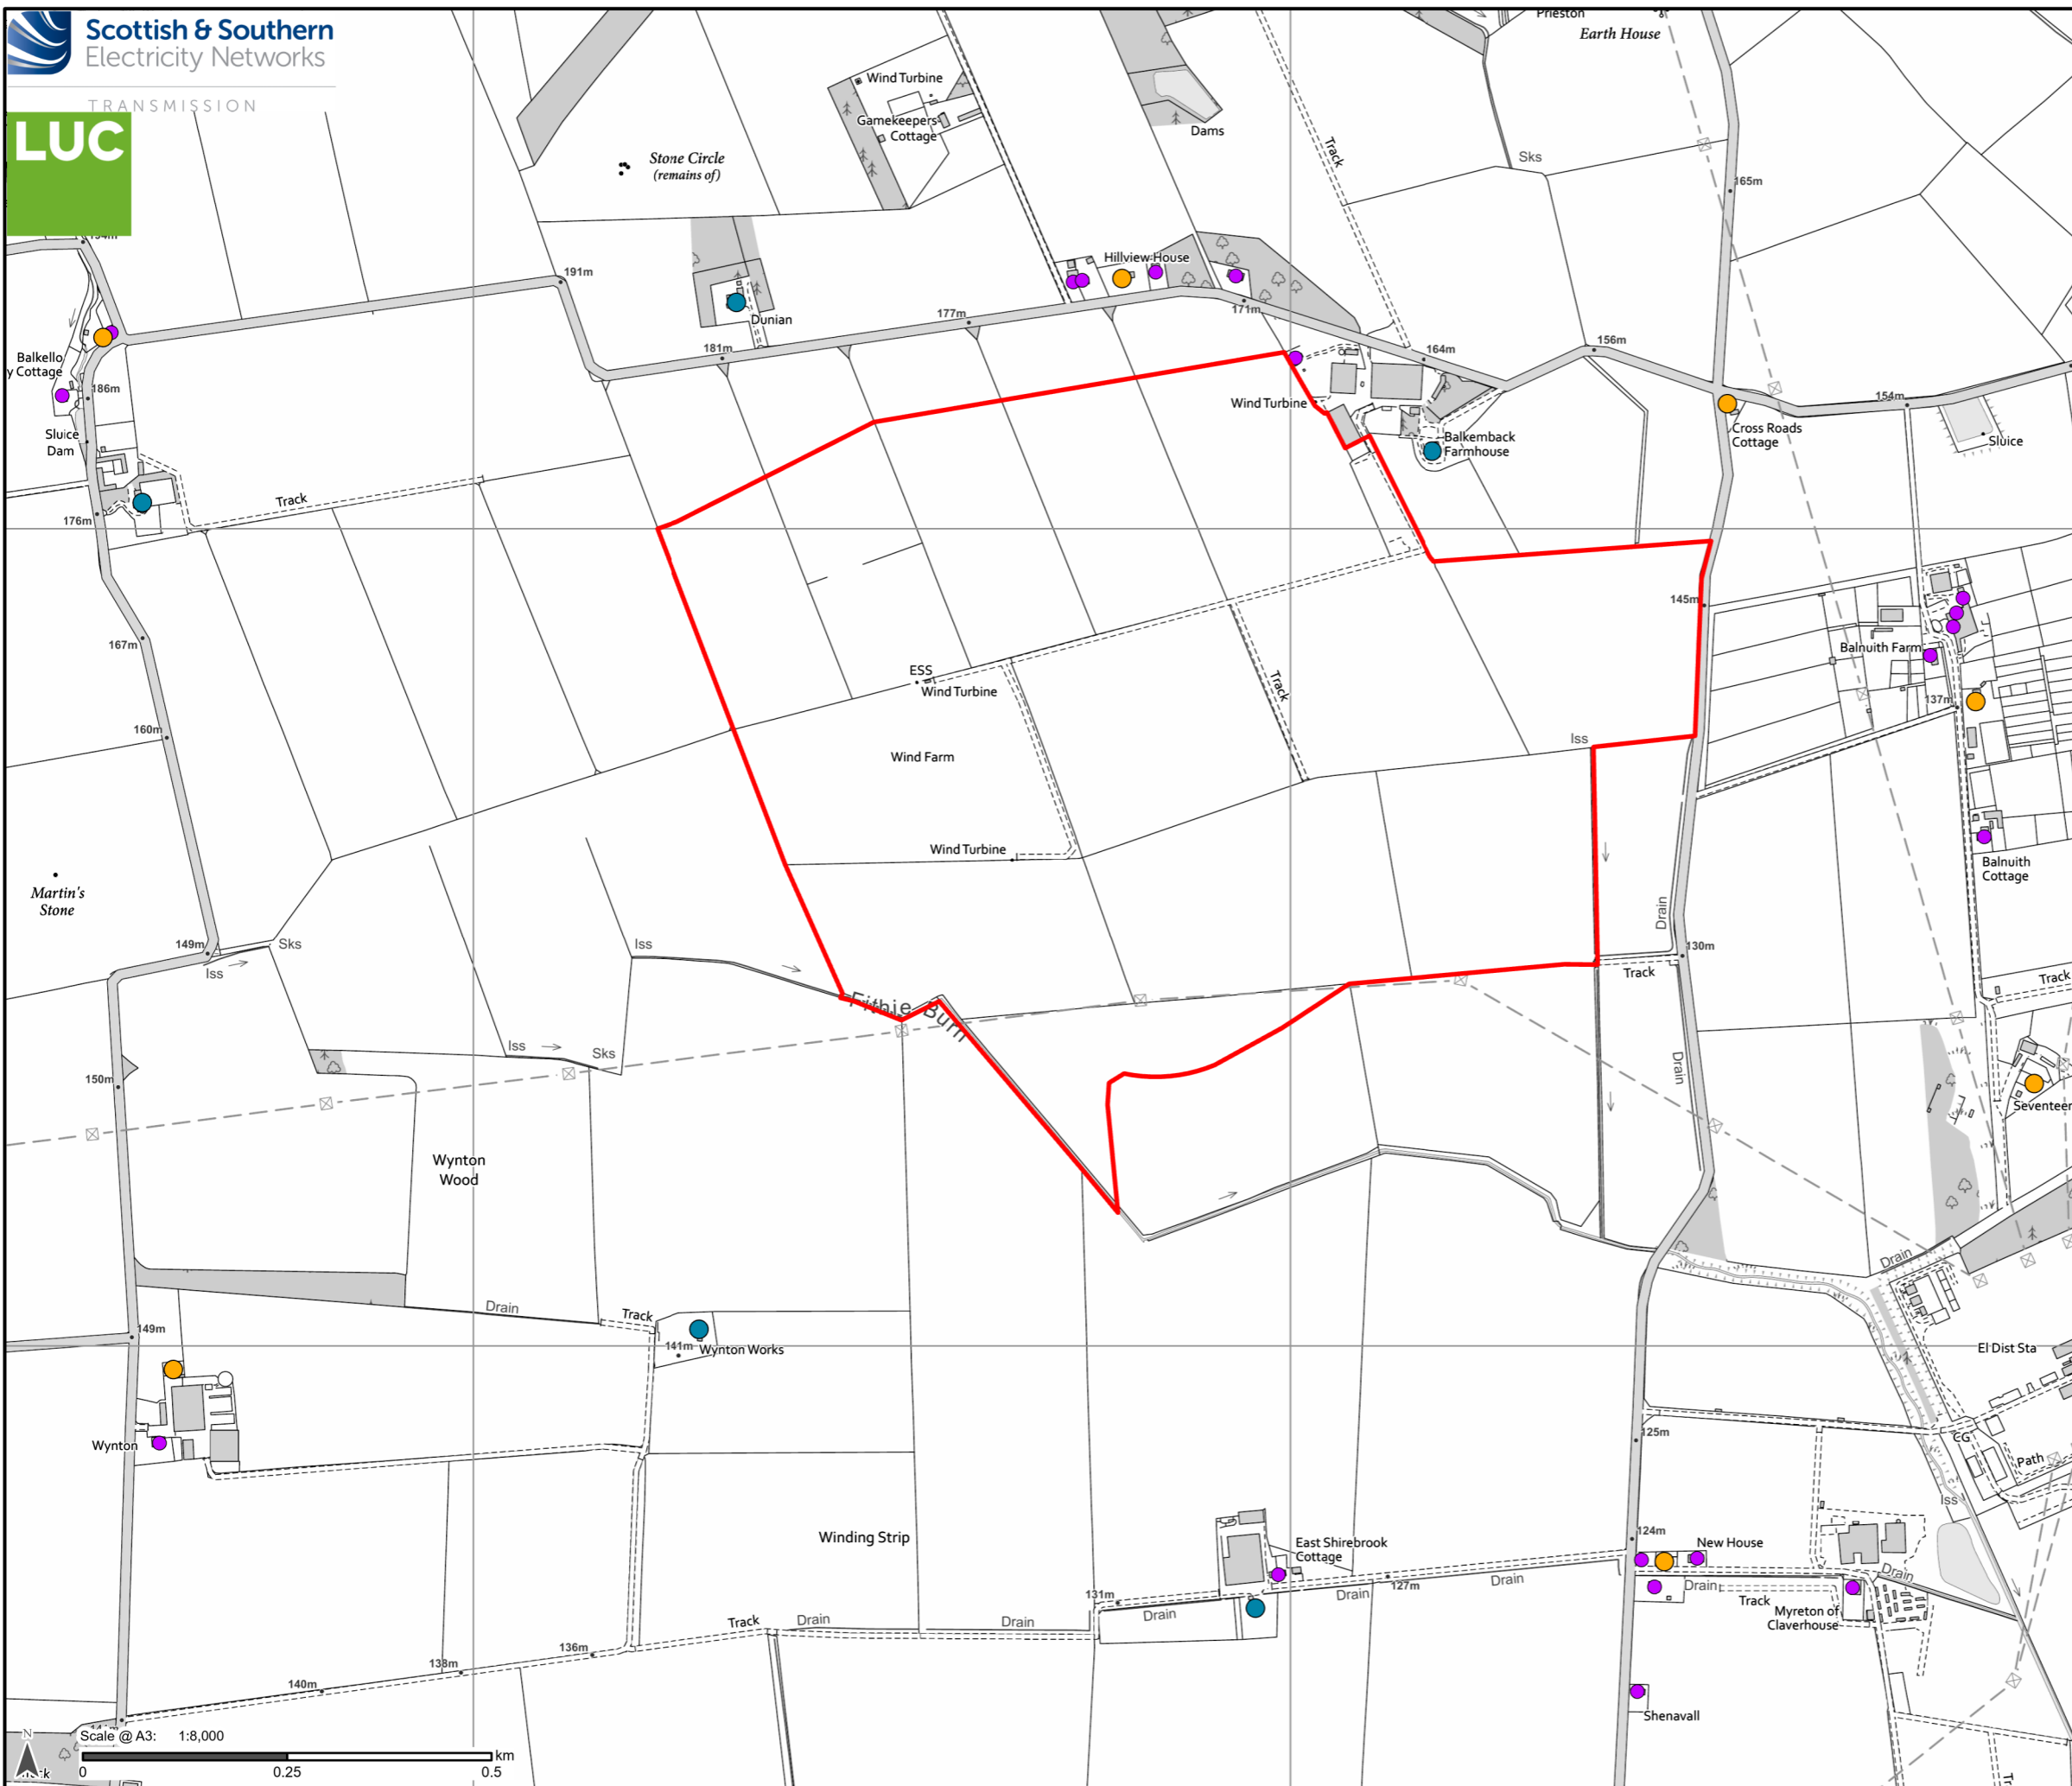 Scottish & Southern
Electricity Networks
TRANSMISSION
LUC
Prieston
Earth House
Wind Turbine
Gamekeepers
Cottage
Dams
Track
Sks
Stone Circle
(remains of)
165m
191m
Hillview House
171m
177m
Dunian
181m
164m
156m
154m
Balkello
y Cottage
186m
Sluice
Dam
Wind Turbine
Cross Roads
Cottage
Sluice
Balkemback
Farmhouse
Track
176m
145m
167m
Balnuith Farm
ESS
Wind Turbine
Track
137m
160m
Iss
Wind Farm
Wind Turbine
Balnuith
Cottage
Martin's
Stone
Drain
149m
Sks
Iss
130m
Iss
Track
Track
Fithie Burn
Iss
Sks
150m
Drain
Seventeen
Wynton
Wood
Drain
Drain
Track
149m
141m
Wynton Works
El Dist Sta
125m
CG
Wynton
Path
Iss
Winding Strip
124m
East Shirebrook
Cottage
New House
131m
127m
Drain
Drain
Drain
Drain
Drain
Track
Myreton of
Claverhouse
Track
Drain
Drain
136m
138m
140m
Shenavall
N
Scale @ A3: 1:8,000
km
0 0.25 0.5